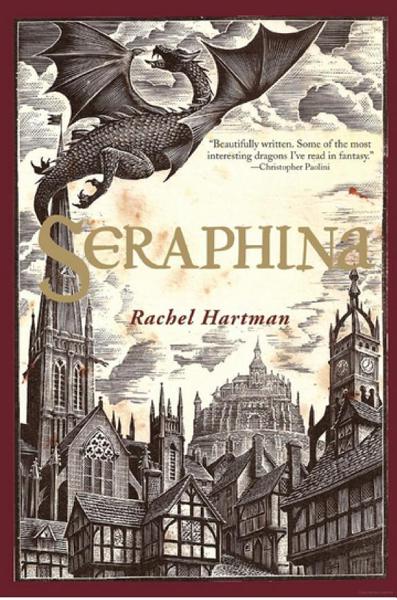 "Beautifully written. Some of the most
interesting dragons I've read in fantasy."
—Christopher Paolini
SERAPHINA
Rachel Hartman